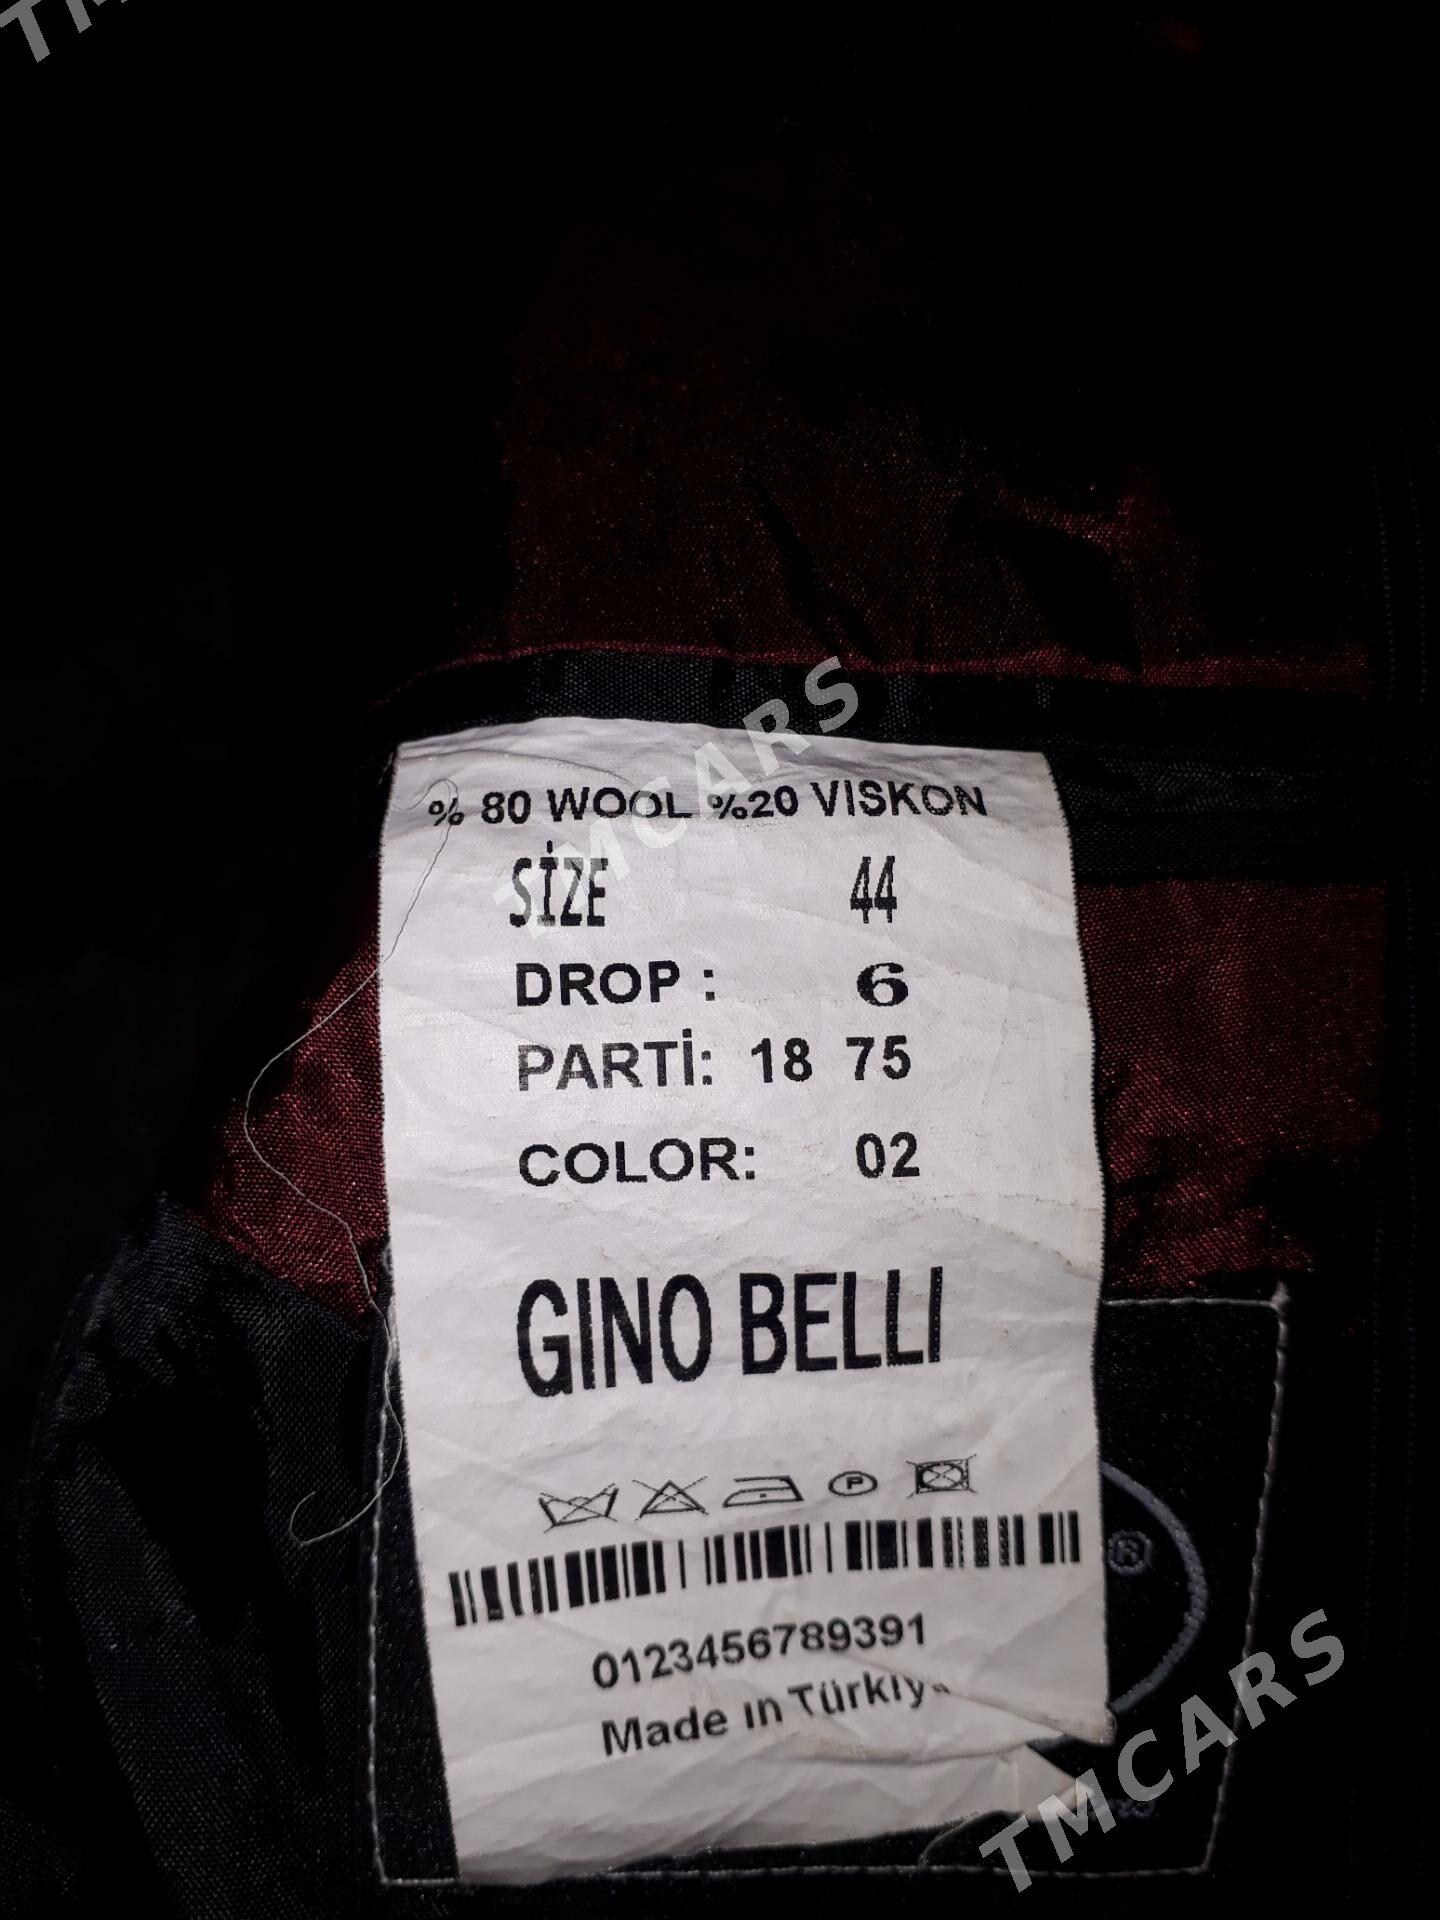 % 80 WOOL %20 VISKON
SİZE 44
DROP : 6
PARTİ: 18 75
COLOR: 02
GINO BELLI
P
0123456789391
Made in
®
TMCARS
TMCARS